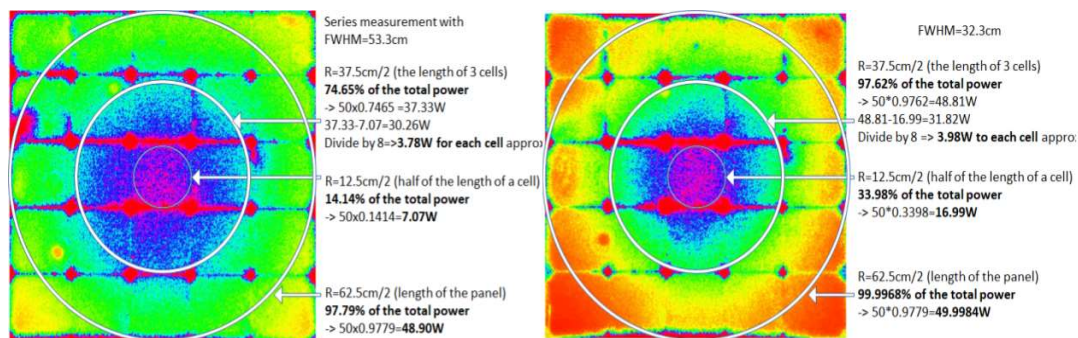 Series measurement with
FWHM=53.3cm
R=37.5cm/2 (the length of 3 cells)
74.65% of the total power
-> 50x0.7465 =37.33W
37.33-7.07=30.26W
Divide by 8=>3.78W for each cell approx
R=12.5cm/2 (half of the length of a cell)
14.14% of the total power
-> 50x0.1414=7.07W
R=62.5cm/2 (length of the panel)
97.79% of the total power
-> 50x0.9779=48.90W
FWHM=32.3cm
R=37.5cm/2 (the length of 3 cells)
97.62% of the total power
-> 50*0.9762=48.81W
48.81-16.99=31.82W
Divide by 8 => 3.98W to each cell approx
R=12.5cm/2 (half of the length of a cell)
33.98% of the total power
-> 50*0.3398=16.99W
R=62.5cm/2 (length of the panel)
99.9968% of the total power
-> 50*0.9779=49.9984W